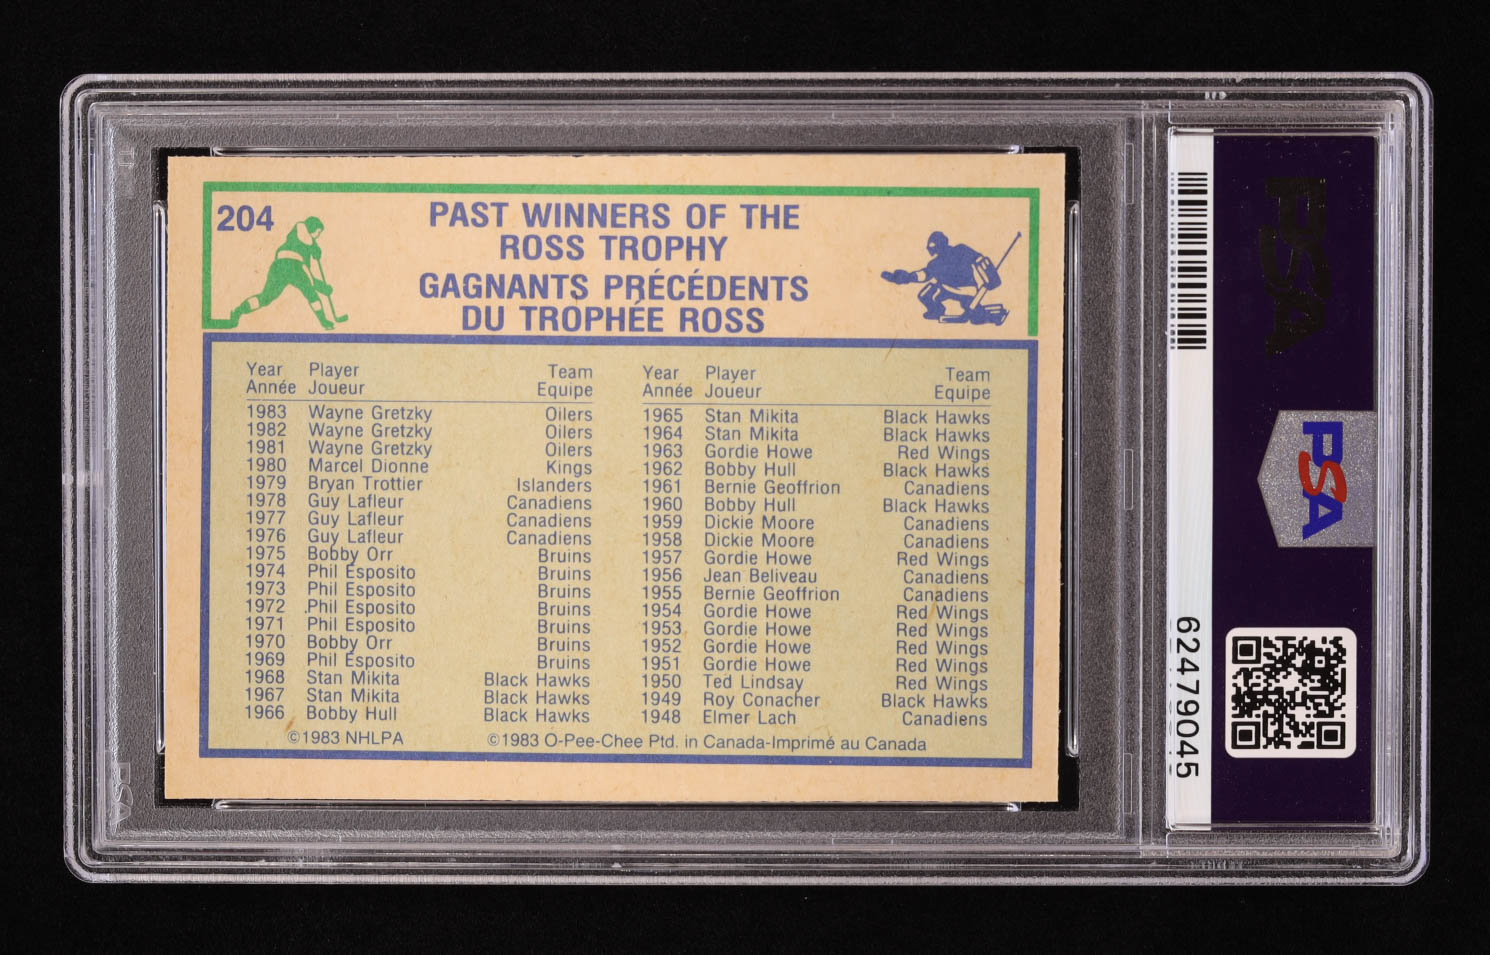 204
PAST WINNERS OF THE
ROSS TROPHY
GAGNANTS PRÉCÉDENTS
DU TROPHÉE ROSS
Year Player Team
Année Joueur Equipe
1983 Wayne Gretzky Oilers
1982 Wayne Gretzky Oilers
1981 Wayne Gretzky Oilers
1980 Marcel Dionne Kings
1979 Bryan Trottier Islanders
1978 Guy Lafleur Canadiens
1977 Guy Lafleur Canadiens
1976 Guy Lafleur Canadiens
1975 Bobby Orr Bruins
1974 Phil Esposito Bruins
1973 Phil Esposito Bruins
1972 Phil Esposito Bruins
1971 Phil Esposito Bruins
1970 Bobby Orr Bruins
1969 Phil Esposito Bruins
1968 Stan Mikita Black Hawks
1967 Stan Mikita Black Hawks
1966 Bobby Hull Black Hawks
Year Player Team
Année Joueur Equipe
1965 Stan Mikita Black Hawks
1964 Stan Mikita Black Hawks
1963 Gordie Howe Red Wings
1962 Bobby Hull Black Hawks
1961 Bernie Geoffrion Canadiens
1960 Bobby Hull Black Hawks
1959 Dickie Moore Canadiens
1958 Dickie Moore Canadiens
1957 Gordie Howe Red Wings
1956 Jean Beliveau Canadiens
1955 Bernie Geoffrion Canadiens
1954 Gordie Howe Red Wings
1953 Gordie Howe Red Wings
1952 Gordie Howe Red Wings
1951 Gordie Howe Red Wings
1950 Ted Lindsay Red Wings
1949 Roy Conacher Black Hawks
1948 Elmer Lach Canadiens
©1983 NHLPA ©1983 O-Pee-Chee Ptd. in Canada-Imprimé au Canada
PSA
PSA
62479045
PSA